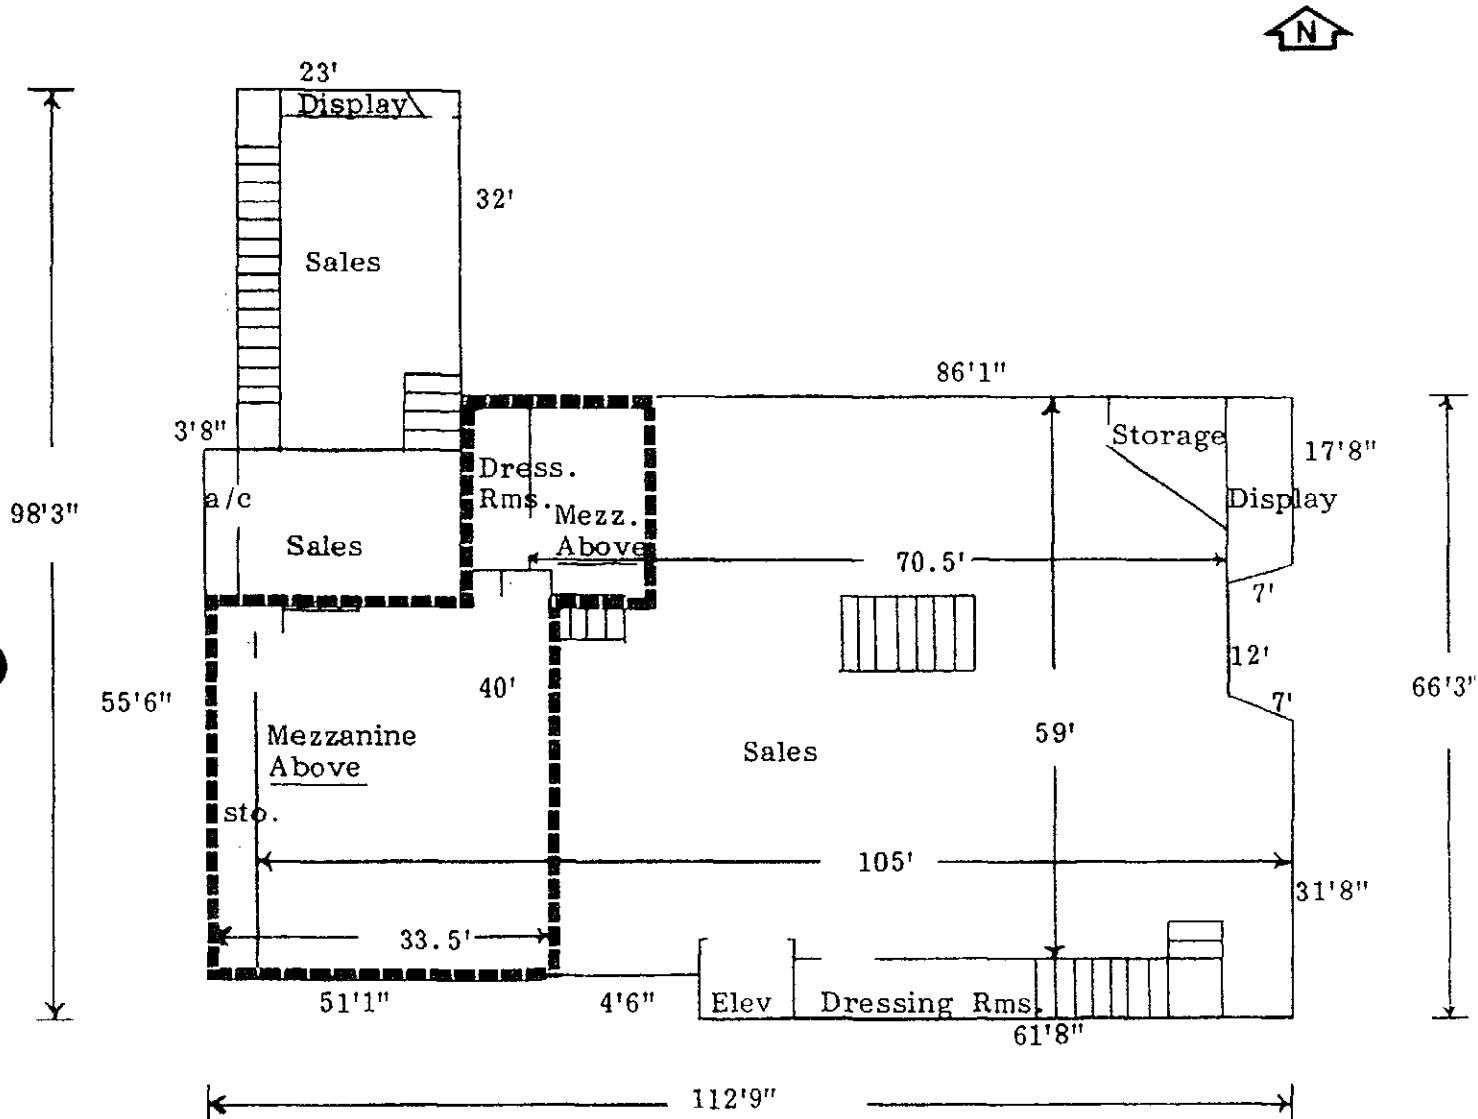 N
23'
Display
32'
Sales
86'1"
3'8"
Storage
17'8"
Dress.
Rms.
a/c
Display
98'3"
Mezz.
Above
Sales
70.5'
7'
12'
55'6"
40'
66'3"
7'
Mezzanine
Above
59'
Sales
sto.
105'
31'8"
33.5'
51'1"
4'6"
Elev
Dressing Rms.
61'8"
112'9"